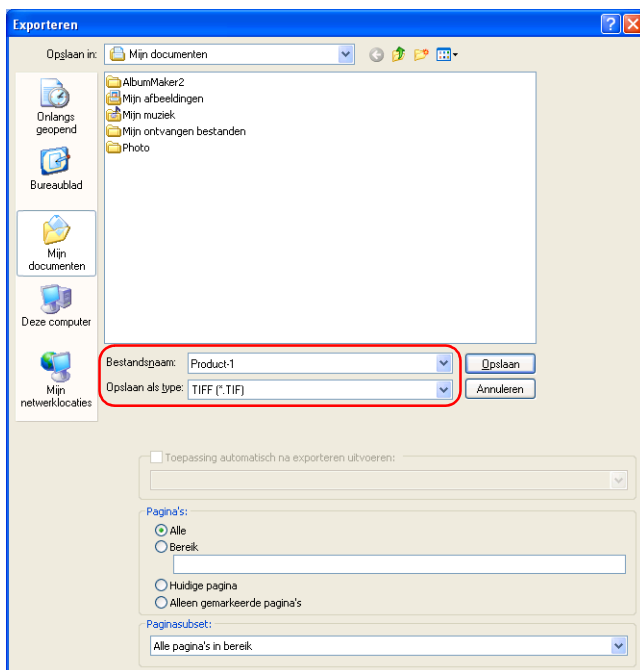 Exporteren
Opslaan in:
Mijn documenten
Onlangs
geopend
Bureaublad
Mijn
documenten
Deze computer
Mijn
netwerklocaties
AlbumMaker2
Mijn afbeeldingen
Mijn muziek
Mijn ontvangen bestanden
Photo
Bestandsnaam:
Product-1
Opslaan
Opslaan als type:
TIFF (*.TIF)
Annuleren
Toepassing automatisch na exporteren uitvoeren:
Pagina's:
Alle
Bereik
Huidige pagina
Alleen gemarkeerde pagina's
Paginasubset:
Alle pagina's in bereik